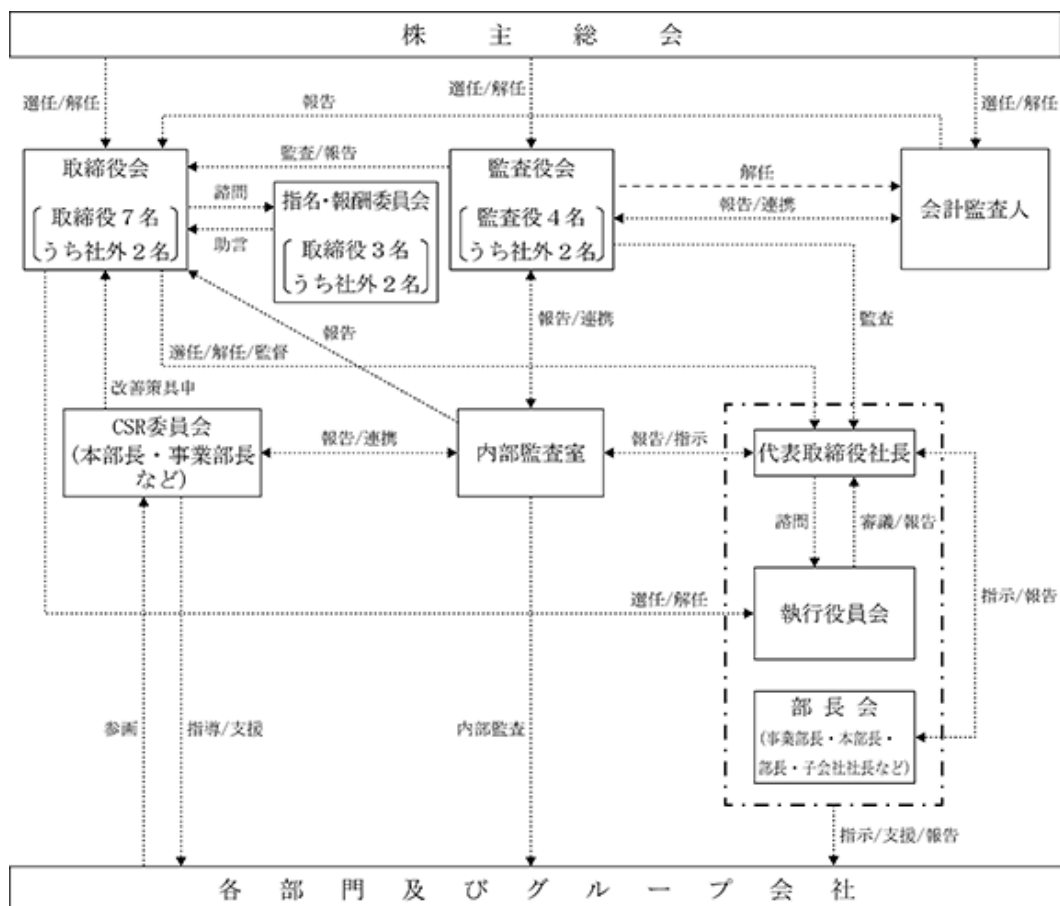 株主総会
選任/解任
報告
選任/解任
選任/解任
取締役会
取締役7名
うち社外2名
監査/報告
諮問
助言
指名・報酬委員会
取締役3名
うち社外2名
監査役会
監査役4名
うち社外2名
解任
報告/連携
会計監査人
報告
報告/連携
監査
選任/解任/監督
改善策具申
CSR委員会
(本部長・事業部長
など)
報告/連携
内部監査室
報告/指示
代表取締役社長
諮問
審議/報告
選任/解任
執行役員会
指示/報告
部長会
(事業部長・本部長・
部長・子会社社長など)
参画
指導/支援
内部監査
指示/支援/報告
各部門及びグループ会社